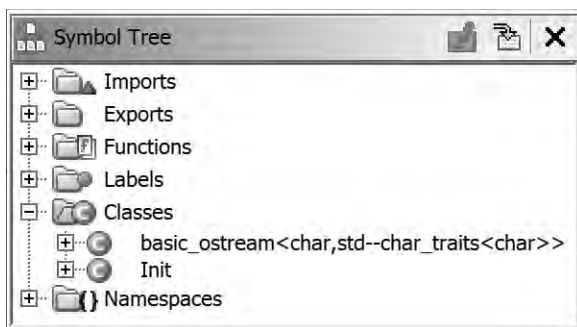 Symbol Tree
Imports
Exports
Functions
Labels
Classes
basic_ostream<char,std--char_traits<char>>
Init
Namespaces